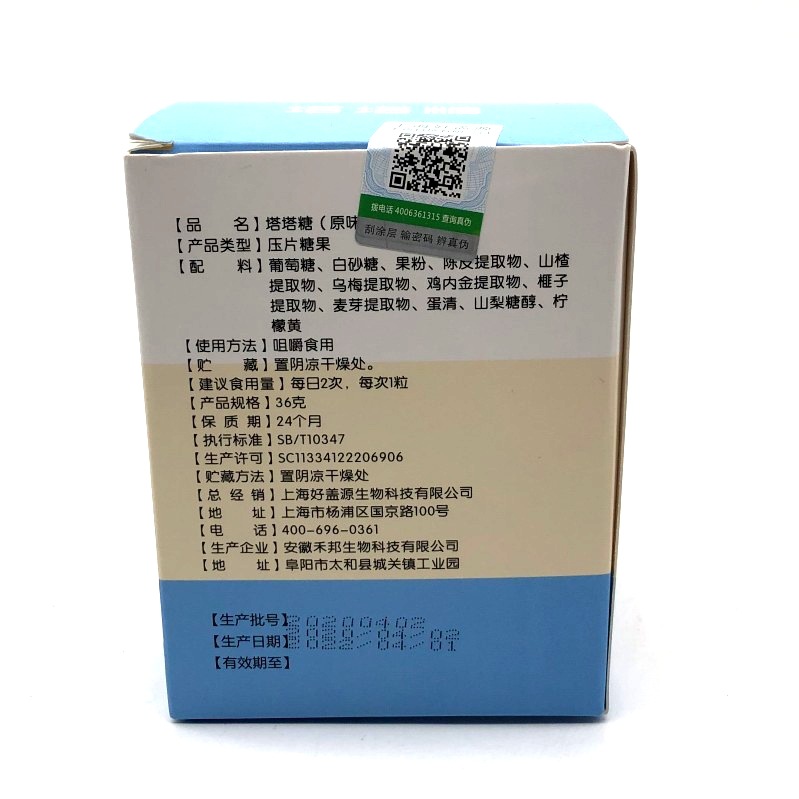 拨电话 4006361315 查询真伪
刮涂层 输密码 辨真伪
【品 名】塔塔糖（原味
【产品类型】压片糖果
【配 料】葡萄糖、白砂糖、果粉、陈皮提取物、山楂
提取物、乌梅提取物、鸡内金提取物、榧子
提取物、麦芽提取物、蛋清、山梨糖醇、柠
檬黄
【使用方法】咀嚼食用
【贮 藏】置阴凉干燥处。
【建议食用量】每日2次，每次1粒
【产品规格】36克
【保 质 期】24个月
【执行标准】SB/T10347
【生产许可】SC11334122206906
【贮藏方法】置阴凉干燥处
【总 经 销】上海好盖源生物科技有限公司
【地 址】上海市杨浦区国京路100号
【电 话】400-696-0361
【生产企业】安徽禾邦生物科技有限公司
【地 址】阜阳市太和县城关镇工业园
【生产批号】20200402
【生产日期】2020/04/02
【有效期至】2022/04/01